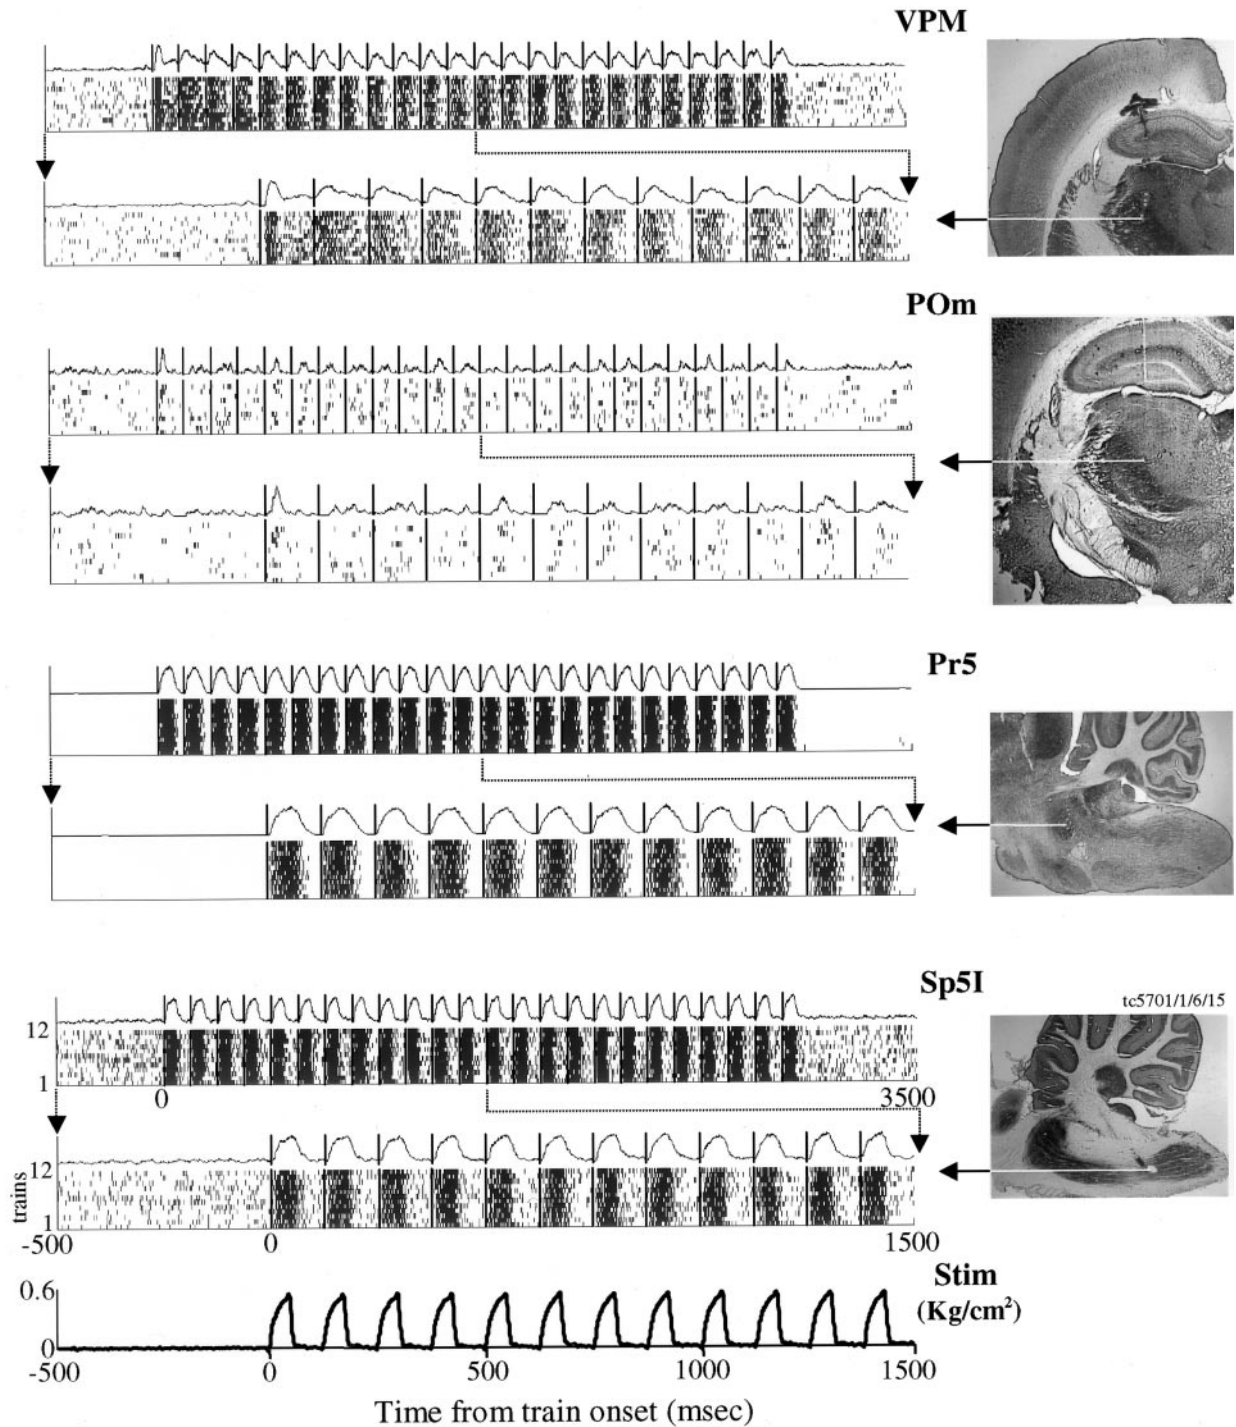 VPM
POm
Pr5
Sp5I
tc5701/1/6/15
12
1
0
3500
12
trains
1
-500
0
1500
Stim
(Kg/cm²)
0.6
0
-500
0
500
1000
1500
Time from train onset (msec)